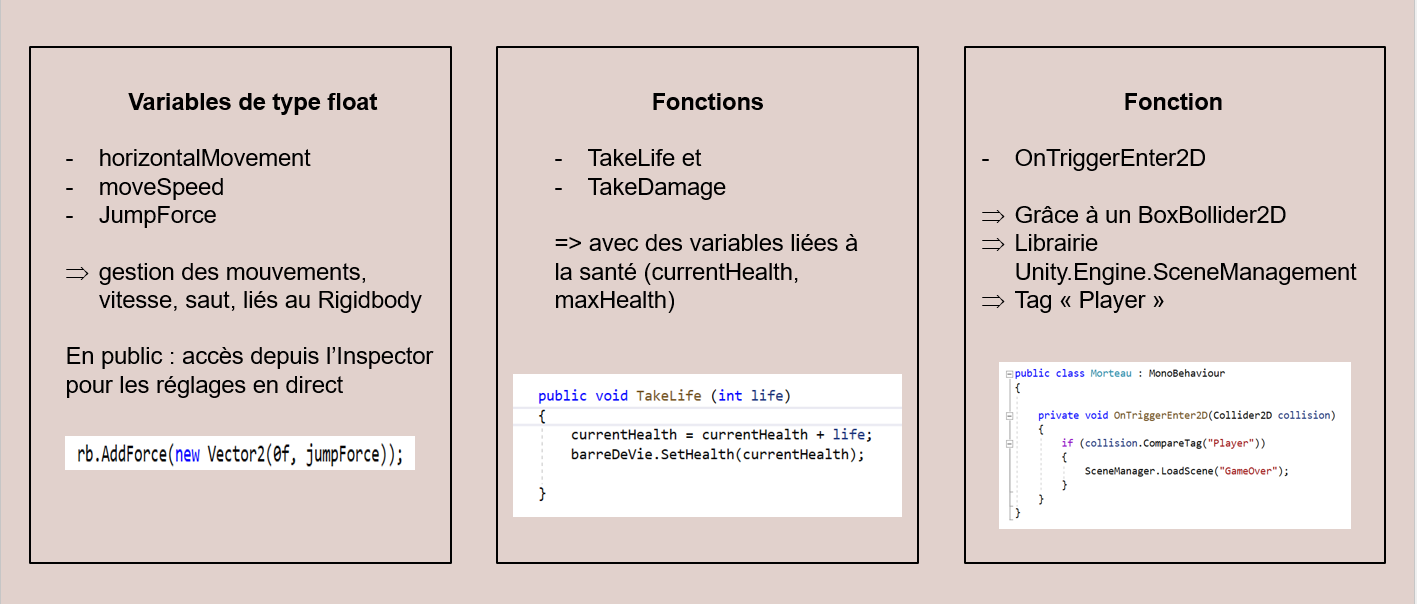 Variables de type float
- horizontalMovement
- moveSpeed
- JumpForce
⇒ gestion des mouvements,
vitesse, saut, liés au Rigidbody
En public : accès depuis l'Inspector
pour les réglages en direct
rb.AddForce(new Vector2(0f, jumpForce));
Fonctions
- TakeLife et
- TakeDamage
=> avec des variables liées à
la santé (currentHealth,
maxHealth)
public void TakeLife (int life)
{
currentHealth = currentHealth + life;
barreDeVie.SetHealth(currentHealth);
}
Fonction
- OnTriggerEnter2D
⇒ Grâce à un BoxBollider2D
⇒ Librairie
Unity.Engine.SceneManagement
⇒ Tag « Player »
public class Morteau : MonoBehaviour
{
private void OnTriggerEnter2D(Collider2D collision)
{
if (collision.CompareTag("Player"))
{
SceneManager.LoadScene("GameOver");
}
}
}